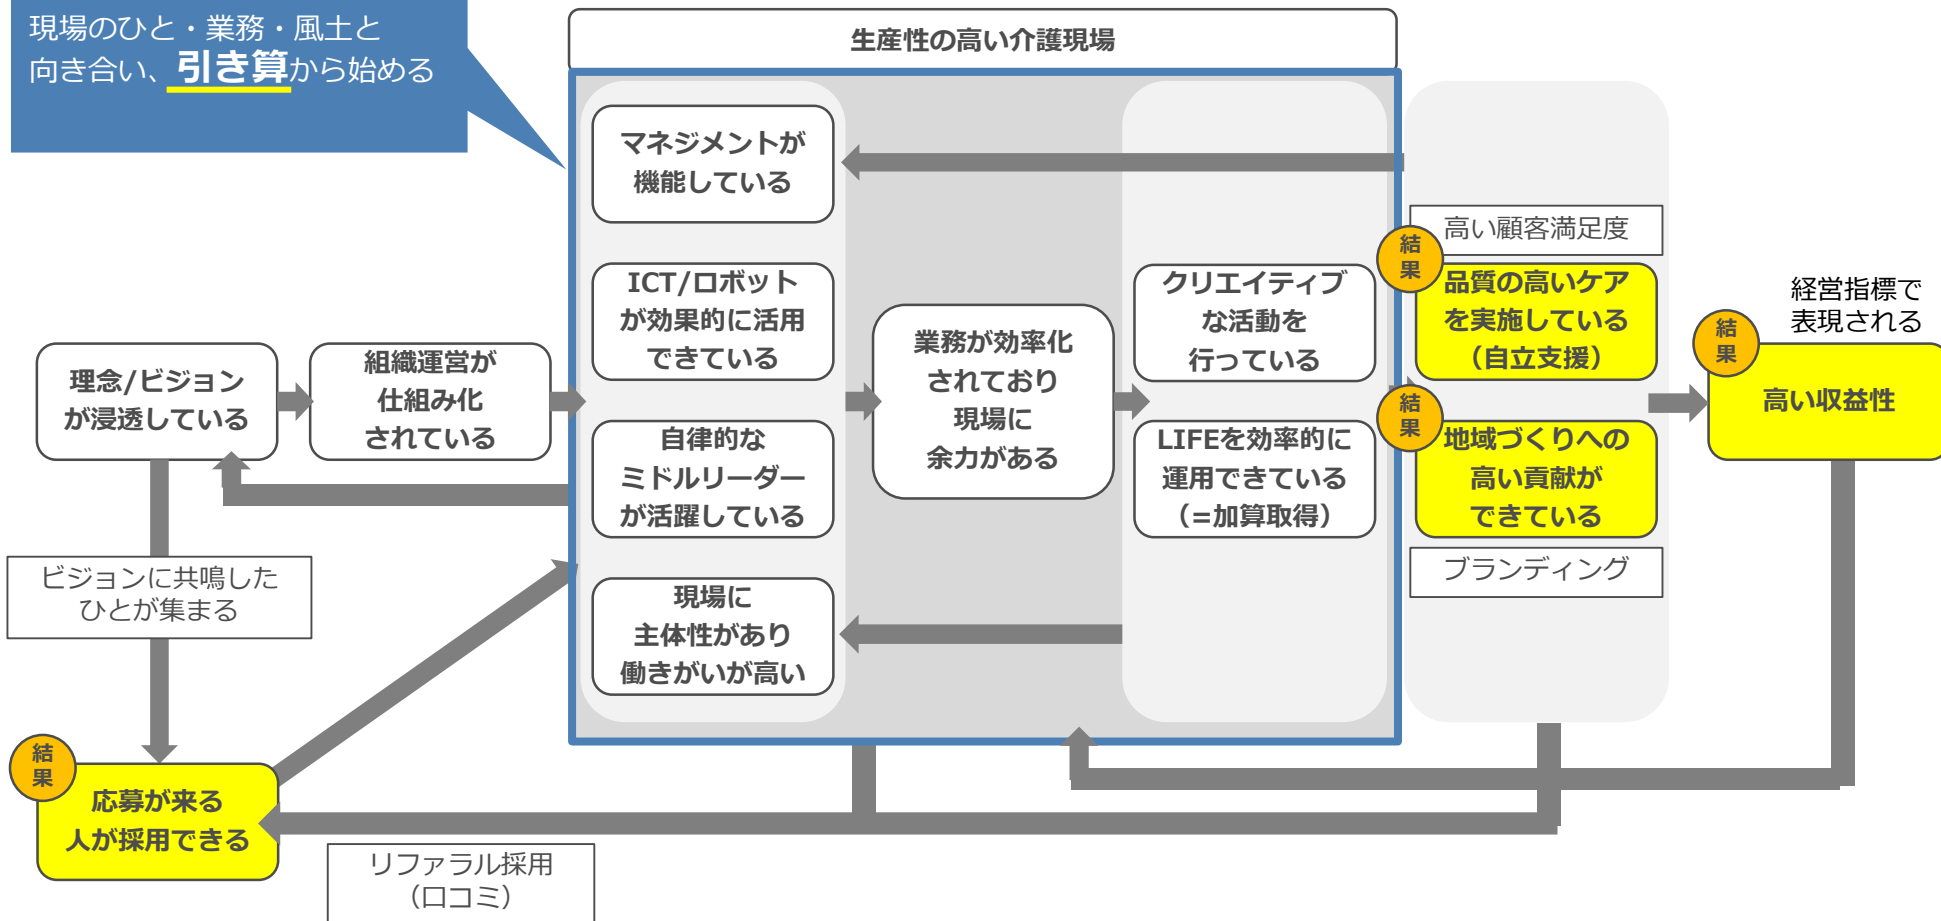 現場のひと・業務・風土と
向き合い、引き算から始める
生産性の高い介護現場
マネジメントが
機能している
ICT/ロボット
が効果的に活用
できている
自律的な
ミドルリーダー
が活躍している
現場に
主体性があり
働きがいが高い
業務が効率化
されており
現場に
余力がある
クリエイティブ
な活動を
行っている
LIFEを効率的に
運用できている
（=加算取得）
高い顧客満足度
結
果
品質の高いケア
を実施している
（自立支援）
結
果
地域づくりへの
高い貢献が
できている
ブランディング
経営指標で
表現される
結
果
高い収益性
理念/ビジョン
が浸透している
組織運営が
仕組み化
されている
ビジョンに共鳴した
ひとが集まる
結
果
応募が来る
人が採用できる
リファラル採用
（口コミ）